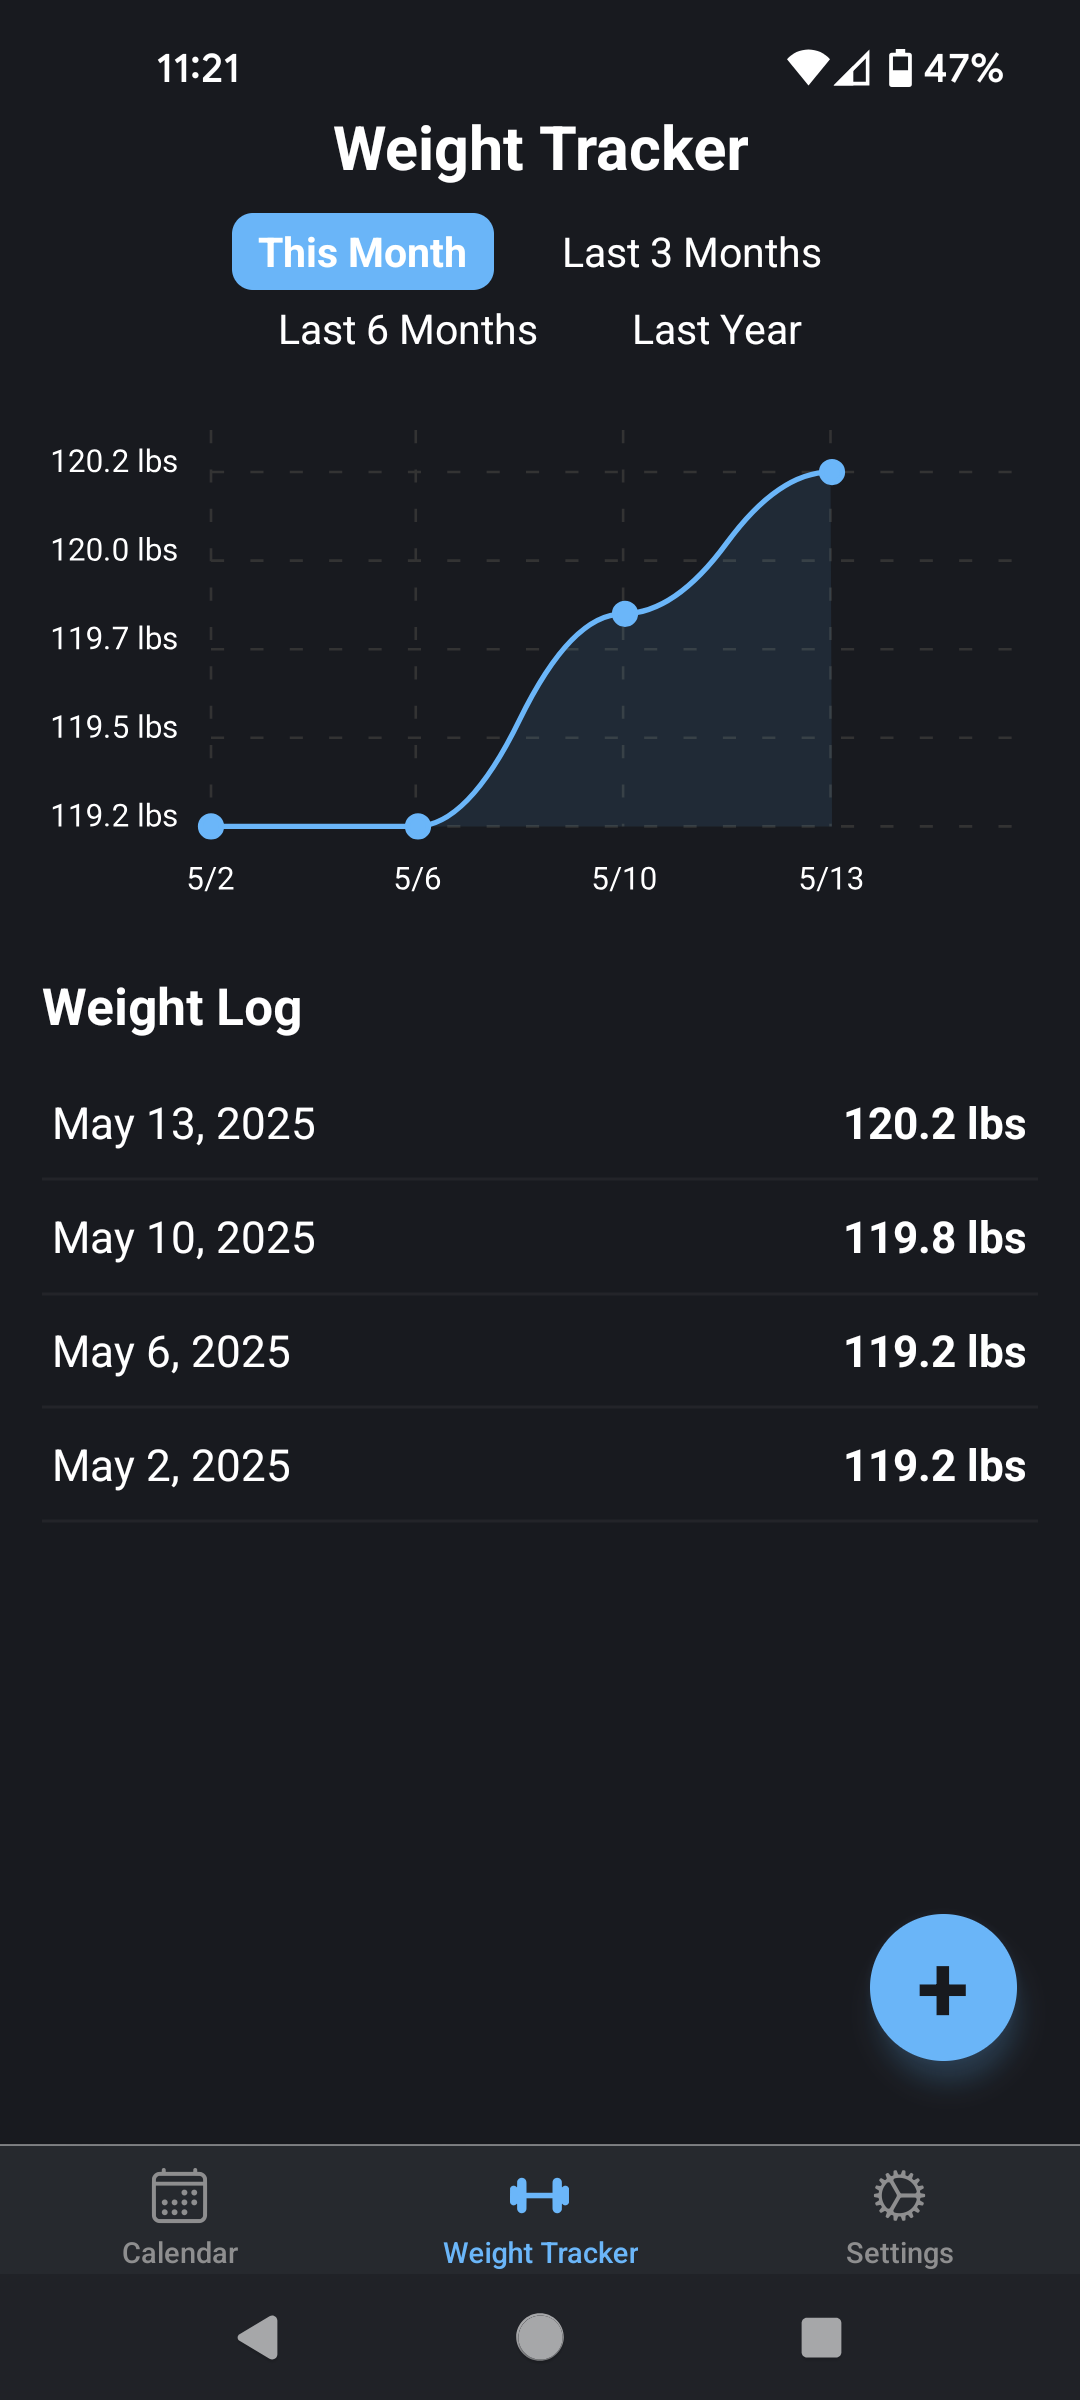 11:21 47%
Weight Tracker
This Month Last 3 Months
Last 6 Months Last Year
120.2 lbs
120.0 lbs
119.7 lbs
119.5 lbs
119.2 lbs
5/2 5/6 5/10 5/13
Weight Log
May 13, 2025 120.2 lbs
May 10, 2025 119.8 lbs
May 6, 2025 119.2 lbs
May 2, 2025 119.2 lbs
+
Calendar Weight Tracker Settings